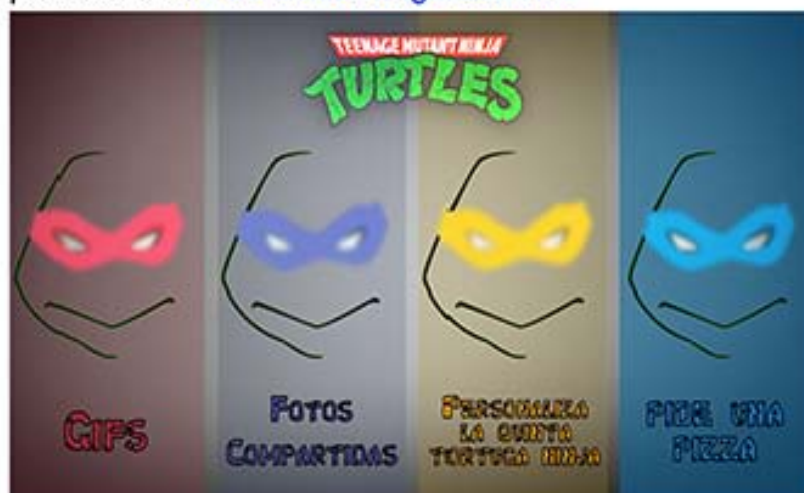 TEENAGE MUTANT NINJA
TURTLES
GIFS
FOTOS
COMPARTIDAS
PERSONALIZA
LA QUINTA
TORTUGA NINJA
PIDE UNA
PIZZA